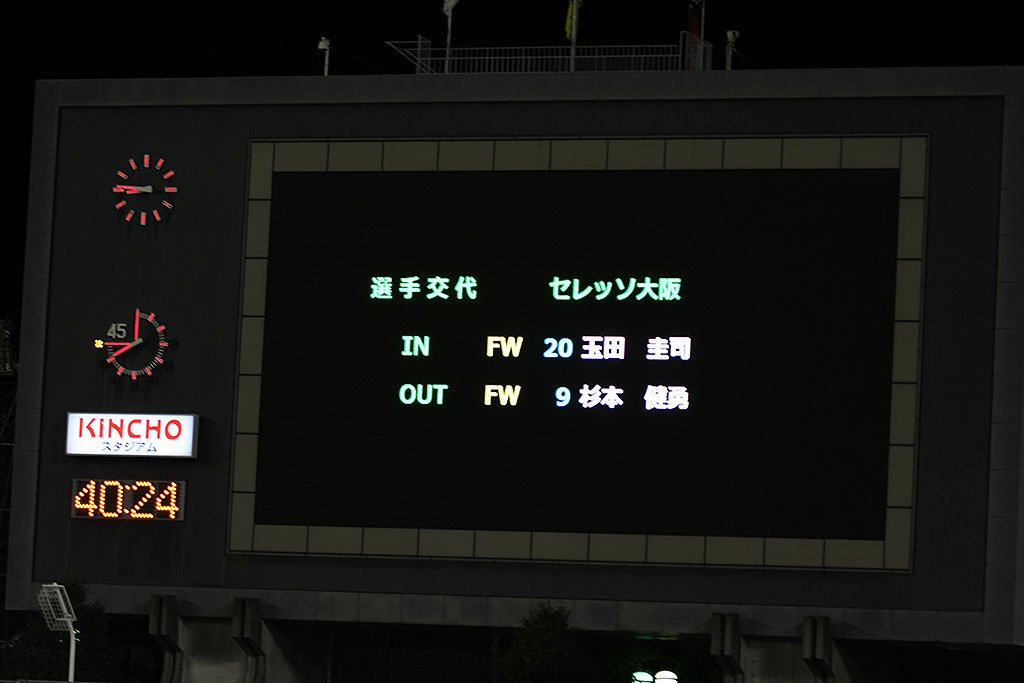 選手交代 セレッソ大阪
IN FW 20 玉田 圭司
OUT FW 9 杉本 健勇
45
KINCHO
スタジアム
40:24